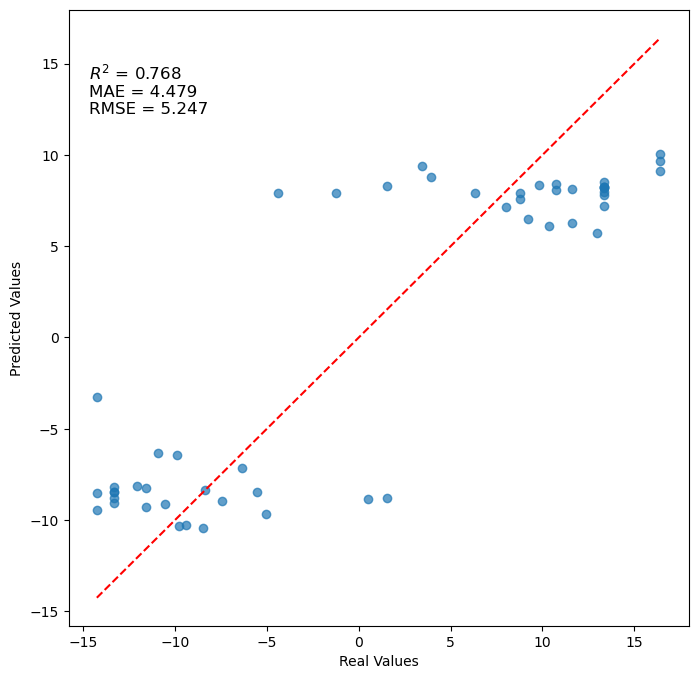 R² = 0.768
MAE = 4.479
RMSE = 5.247
15
10
5
0
−5
−10
−15
Predicted Values
−15 −10 −5 0 5 10 15
Real Values